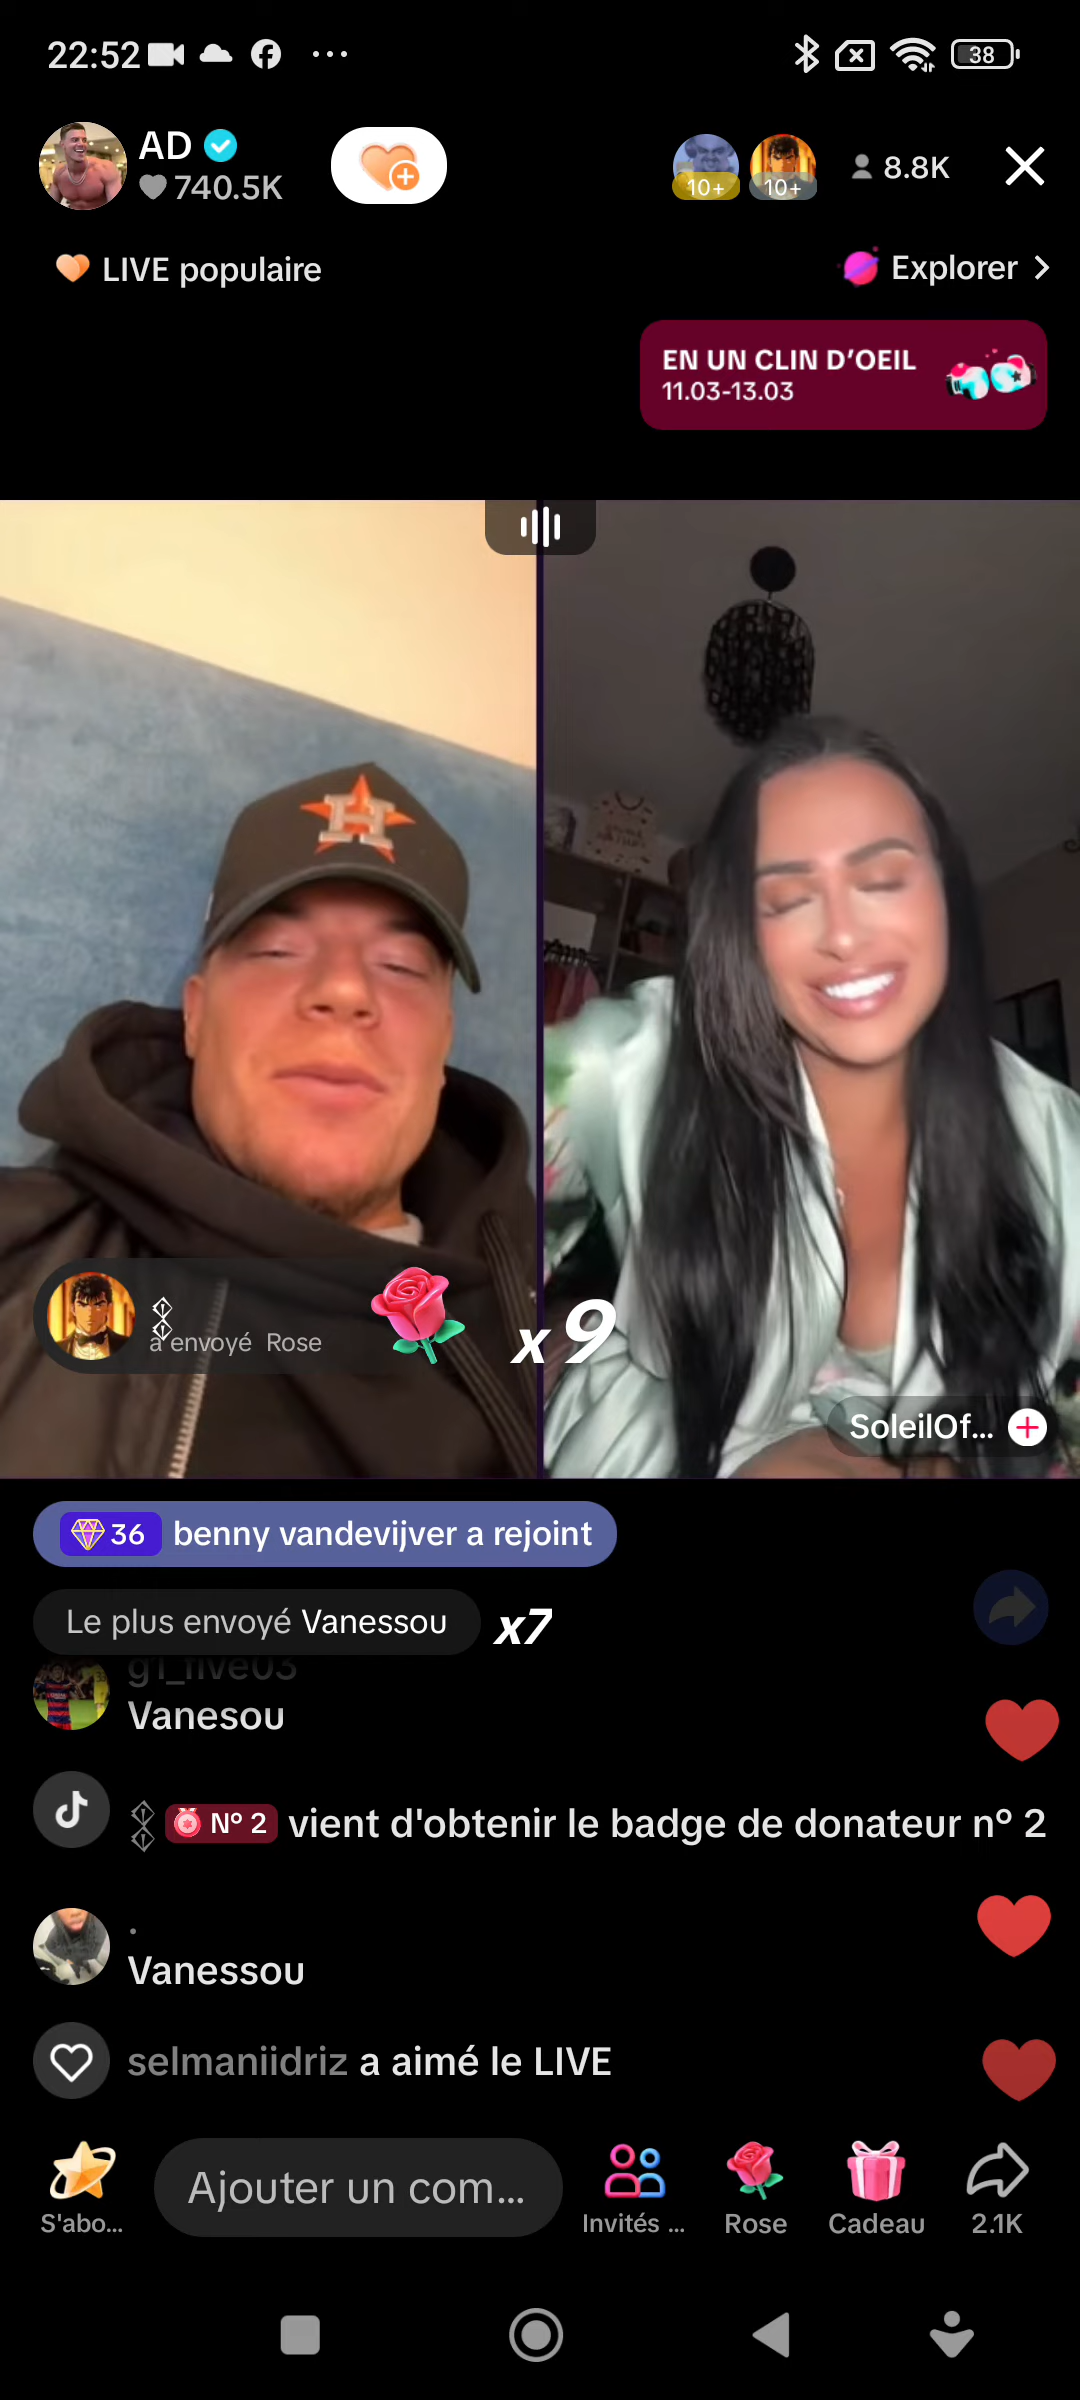 22:52
38
AD
740.5K
10+
10+
8.8K
LIVE populaire
Explorer
EN UN CLIN D’OEIL
11.03-13.03
H
a envoyé Rose
x9
SoleilOf...
36 benny vandevijver a rejoint
Le plus envoyé Vanessou x7
g1_five03
Vanesou
N° 2 vient d'obtenir le badge de donateur n° 2
.
Vanessou
selmaniidriz a aimé le LIVE
S'abo...
Ajouter un com...
Invités ...
Rose
Cadeau
2.1K